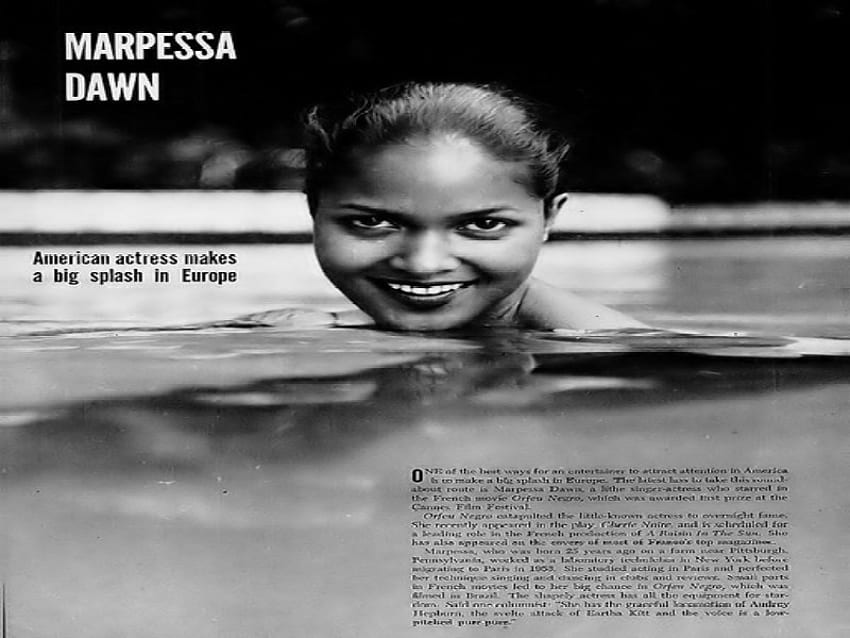 MARPESSA
DAWN
American actress makes
a big splash in Europe
ONE of the best ways for an entertainer to attract attention in America
is to make a big splash in Europe. The latest lass to take this round-
about route is Marpessa Dawn, a lithe singer-actress who starred in
the French movie Orfeu Negro, which was awarded first prize at the
Cannes Film Festival.
Orfeu Negro catapulted the little-known actress to overnight fame.
She recently appeared in the play, Cherie Noire, and is scheduled for
a leading role in the French production of A Raisin In The Sun. She
has also appeared on the covers of most of France's top magazines.
Marpessa, who was born 25 years ago on a farm near Pittsburgh,
Pennsylvania, worked as a laboratory technician in New York before
migrating to Paris in 1953. She studied acting in Paris and perfected
her technique singing and dancing in clubs and reviews. Small parts
in French movies led to her big chance in Orfeu Negro, which was
filmed in Brazil. The shapely actress has all the equipment for star-
dom. Said one columnist: "She has the graceful locomotion of Audrey
Hepburn, the svelte attack of Eartha Kitt and the voice is a low-
pitched purr purr."